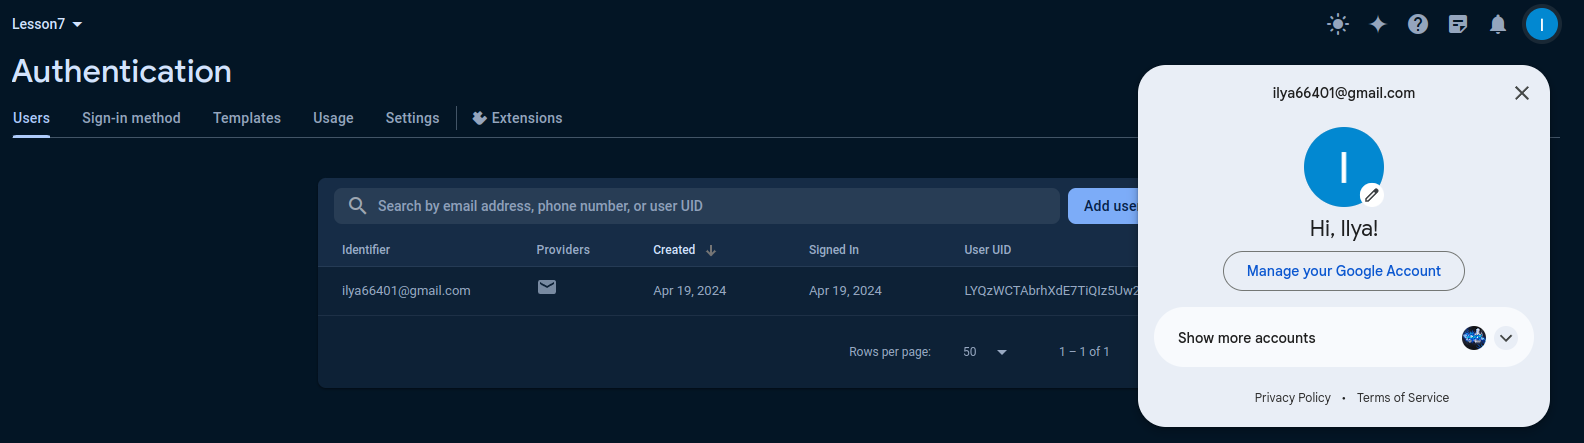 Lesson7
I
Authentication
Users Sign-in method Templates Usage Settings Extensions
Search by email address, phone number, or user UID
Identifier Providers Created Signed In User UID
ilya66401@gmail.com Apr 19, 2024 Apr 19, 2024
Rows per page: 50 1 – 1 of 1
ilya66401@gmail.com
I
Hi, Ilya!
Manage your Google Account
Show more accounts
Privacy Policy • Terms of Service